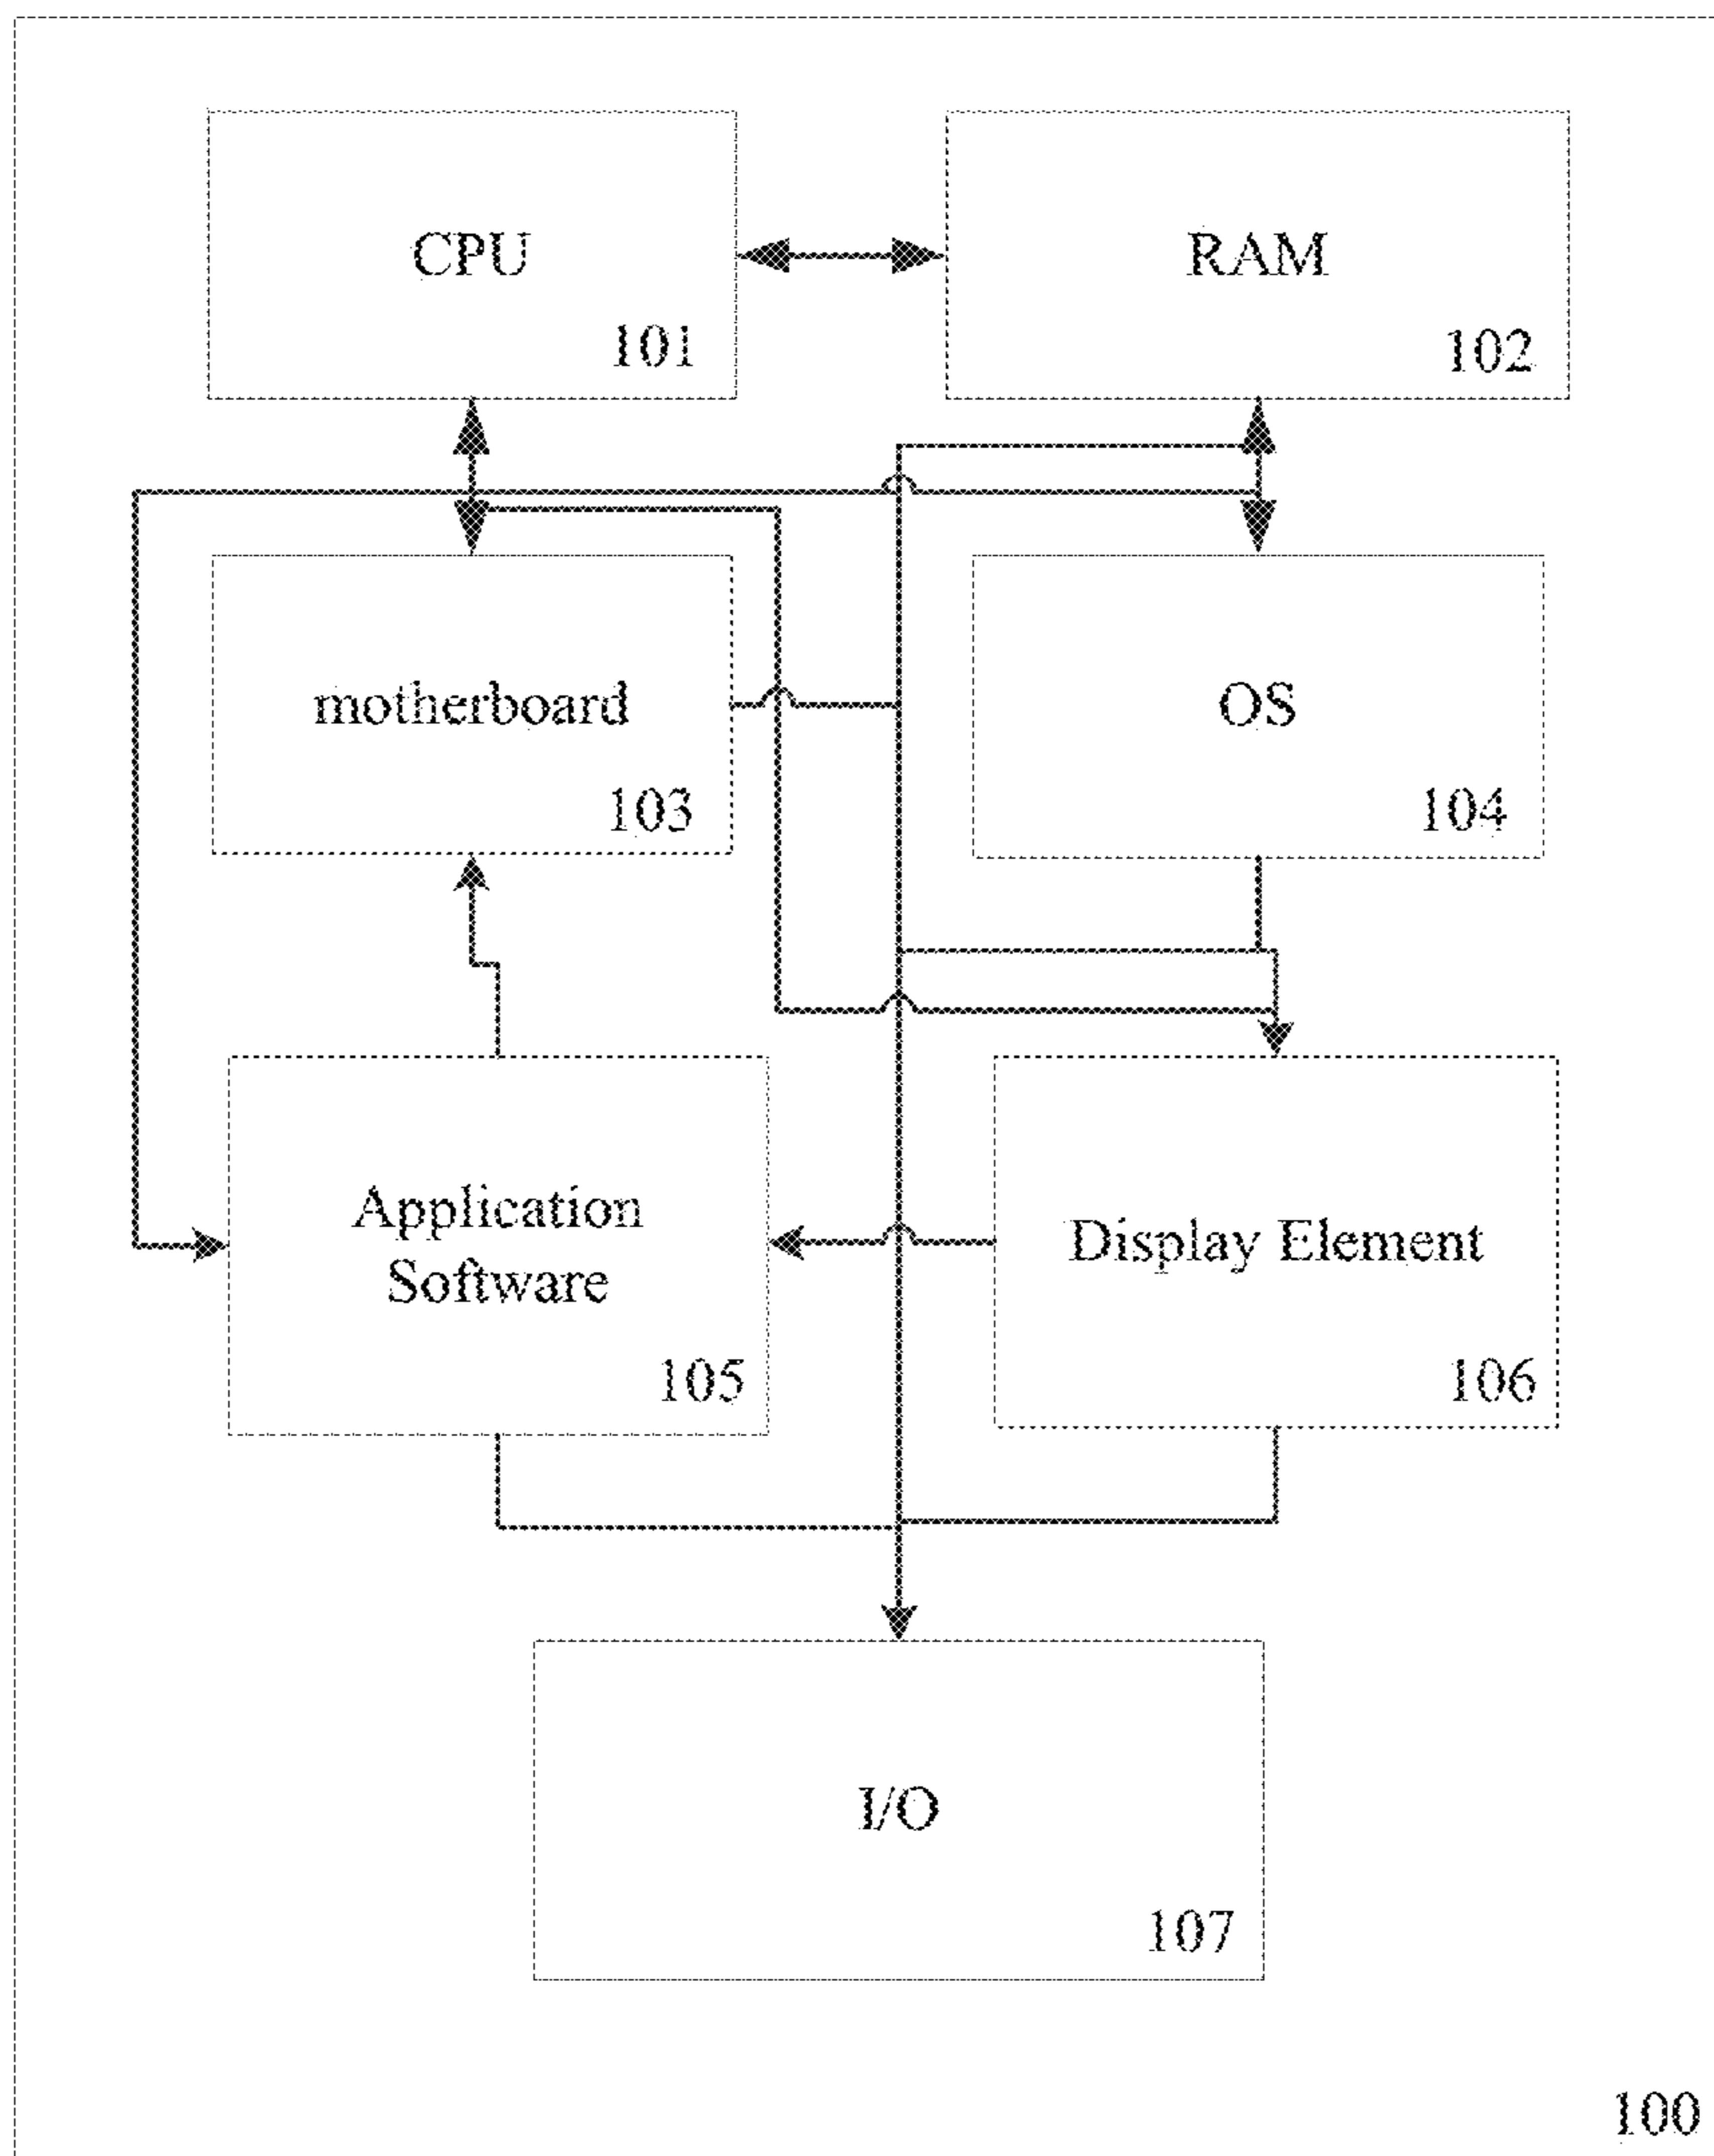 CPU
101
RAM
102
motherboard
103
OS
104
Application
Software
105
Display Element
106
I/O
107
100